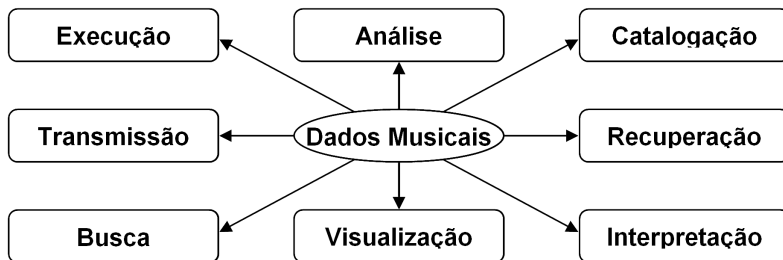 Execução
Análise
Catalogação
Transmissão
Dados Musicais
Recuperação
Busca
Visualização
Interpretação